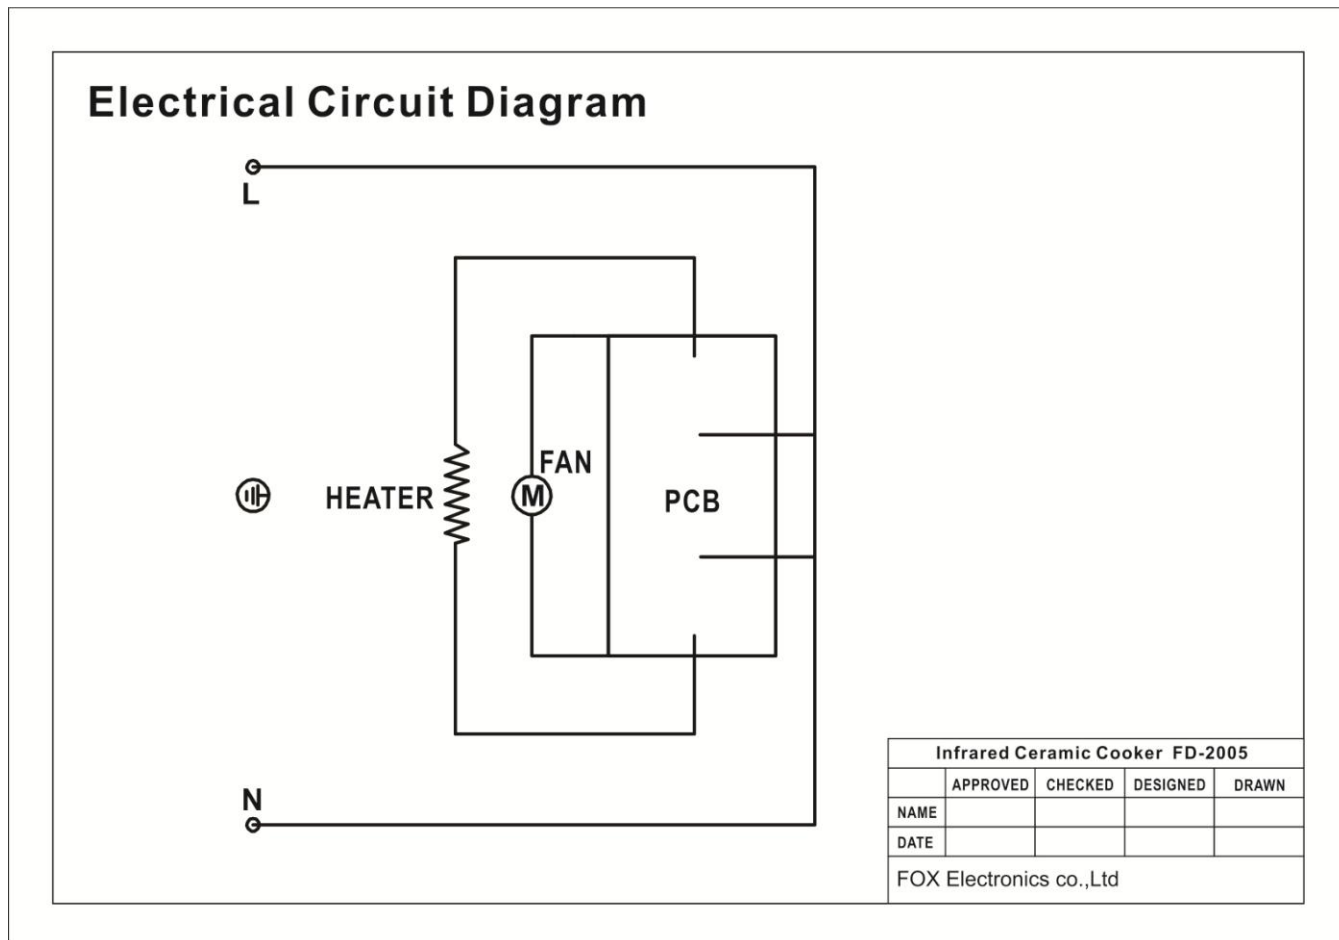 Electrical Circuit Diagram
L
FAN
M
HEATER
PCB
N
Infrared Ceramic Cooker FD-2005
APPROVED CHECKED DESIGNED DRAWN
NAME
DATE
FOX Electronics co.,Ltd